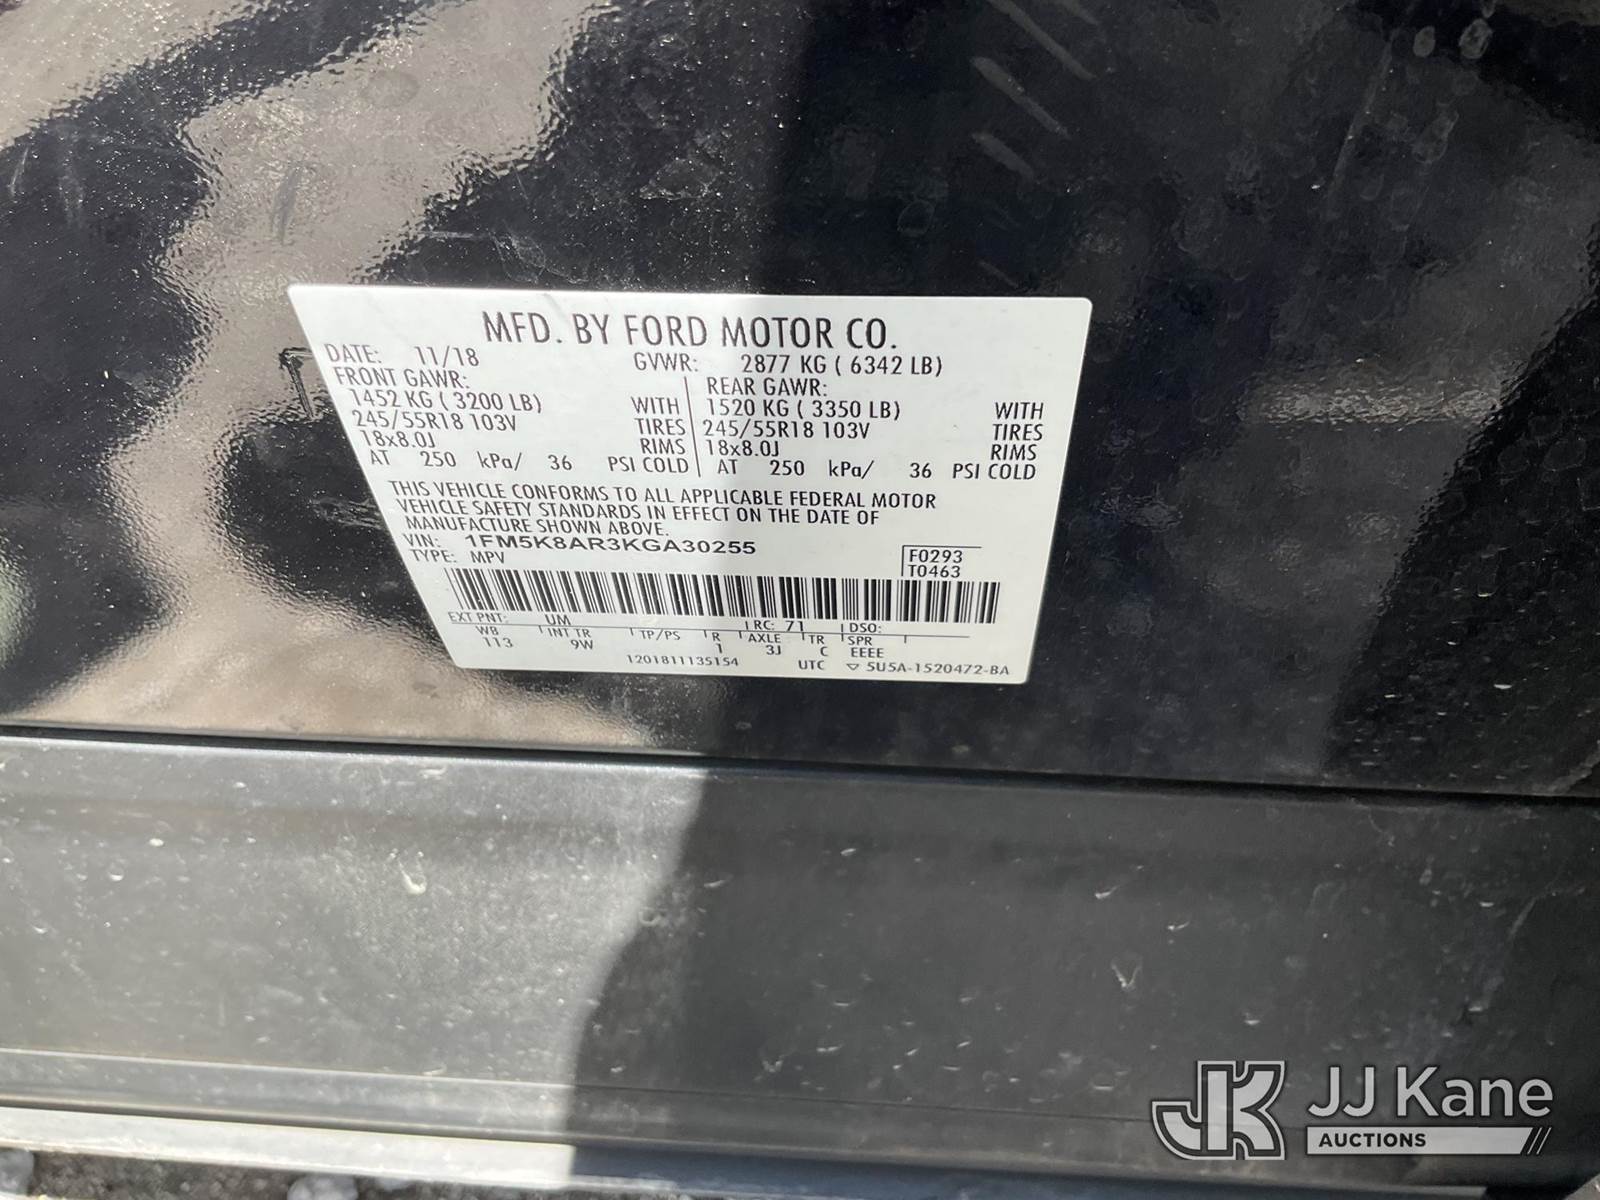 MFD. BY FORD MOTOR CO.
DATE: 11/18 GVWR: 2877 KG ( 6342 LB)
FRONT GAWR: REAR GAWR:
1452 KG ( 3200 LB) WITH 1520 KG ( 3350 LB) WITH
245/55R18 103V TIRES 245/55R18 103V TIRES
18x8.0J RIMS 18x8.0J RIMS
AT 250 kPa/ 36 PSI COLD AT 250 kPa/ 36 PSI COLD
THIS VEHICLE CONFORMS TO ALL APPLICABLE FEDERAL MOTOR
VEHICLE SAFETY STANDARDS IN EFFECT ON THE DATE OF
MANUFACTURE SHOWN ABOVE.
VIN: 1FM5K8AR3KGA30255
TYPE: MPV
F0293
T0463
EXT PNT: UM RC: 71 DSO:
WB INT TR TP/PS R AXLE TR SPR
113 9W 1 3J C EEEE
1201811135154 UTC ▽ 5U5A-1520472-BA
JK JJ Kane
AUCTIONS